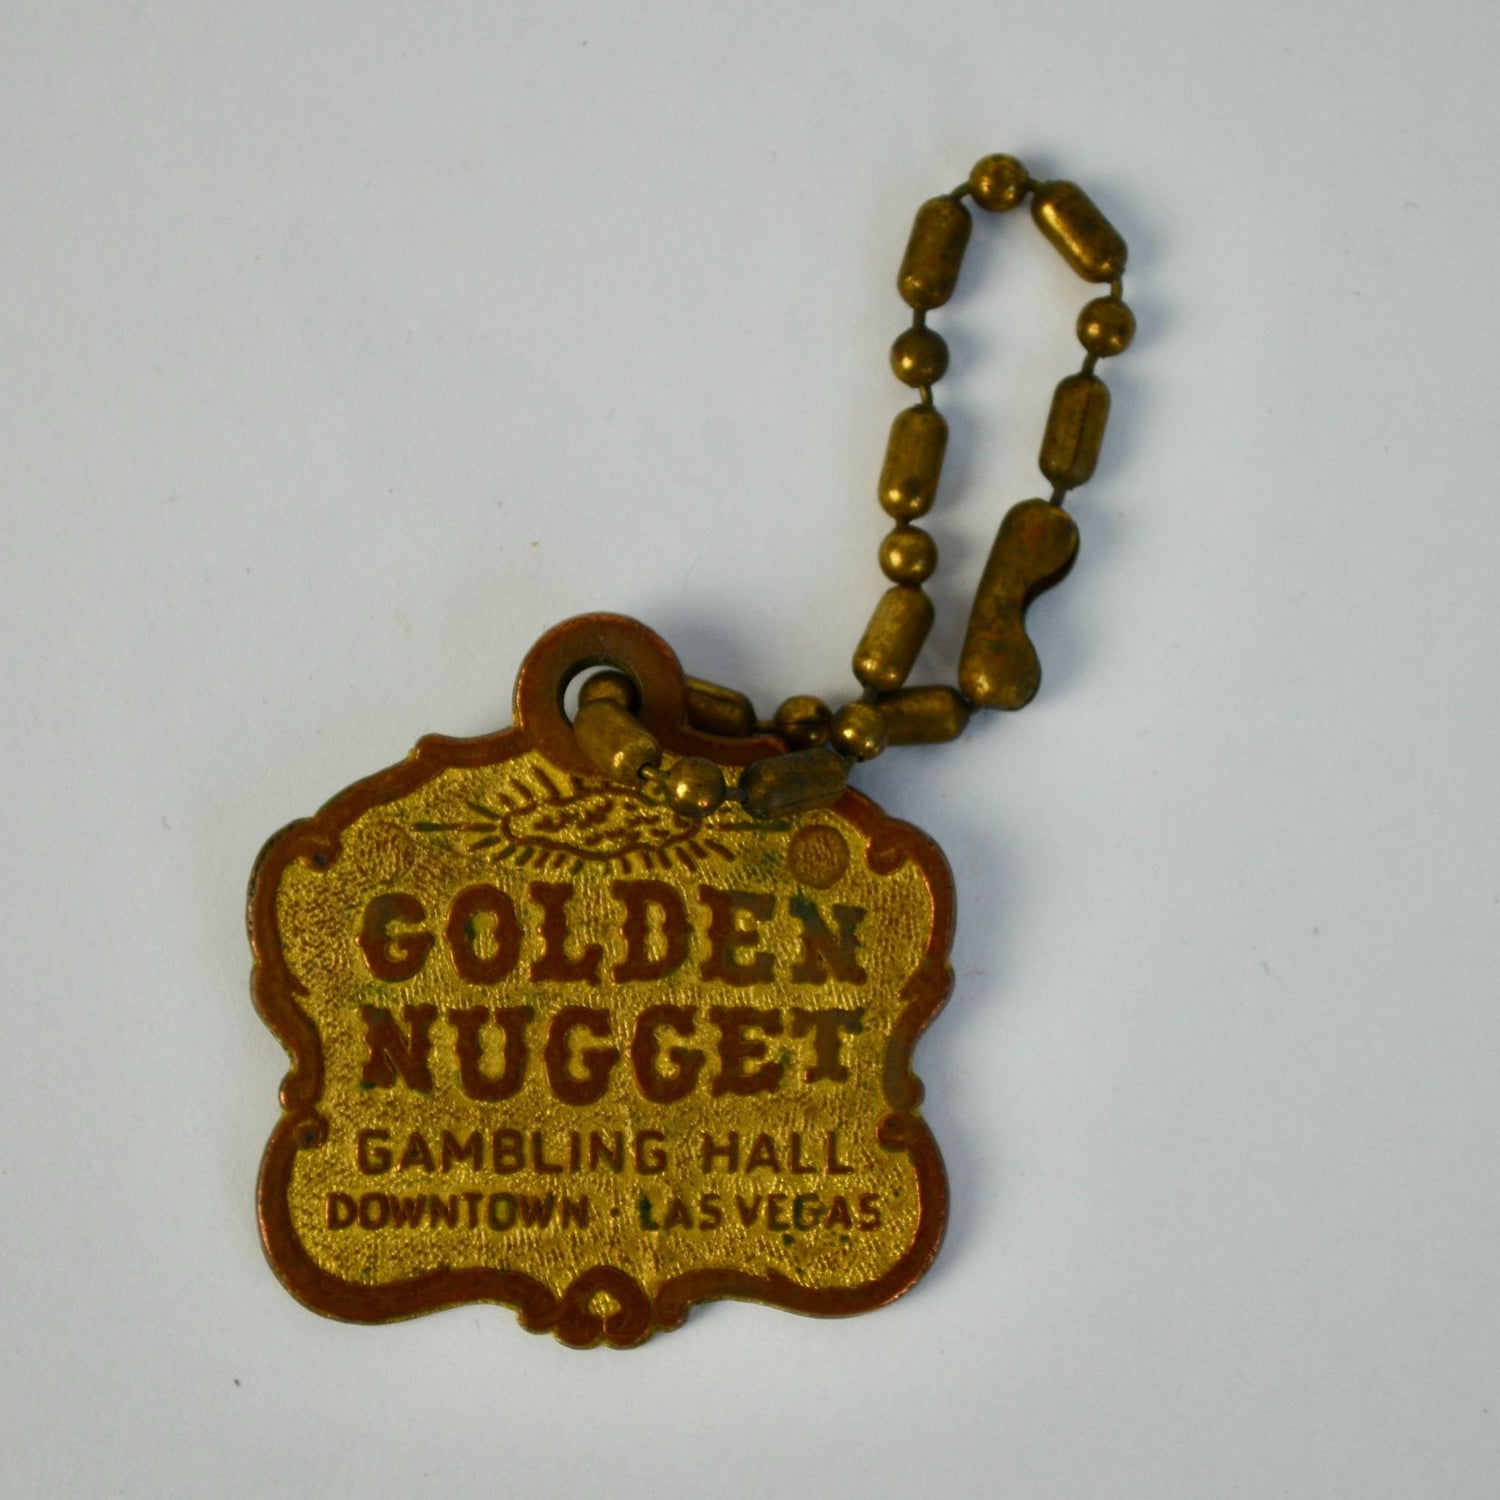 GOLDEN
NUGGET
GAMBLING HALL
DOWNTOWN · LAS VEGAS